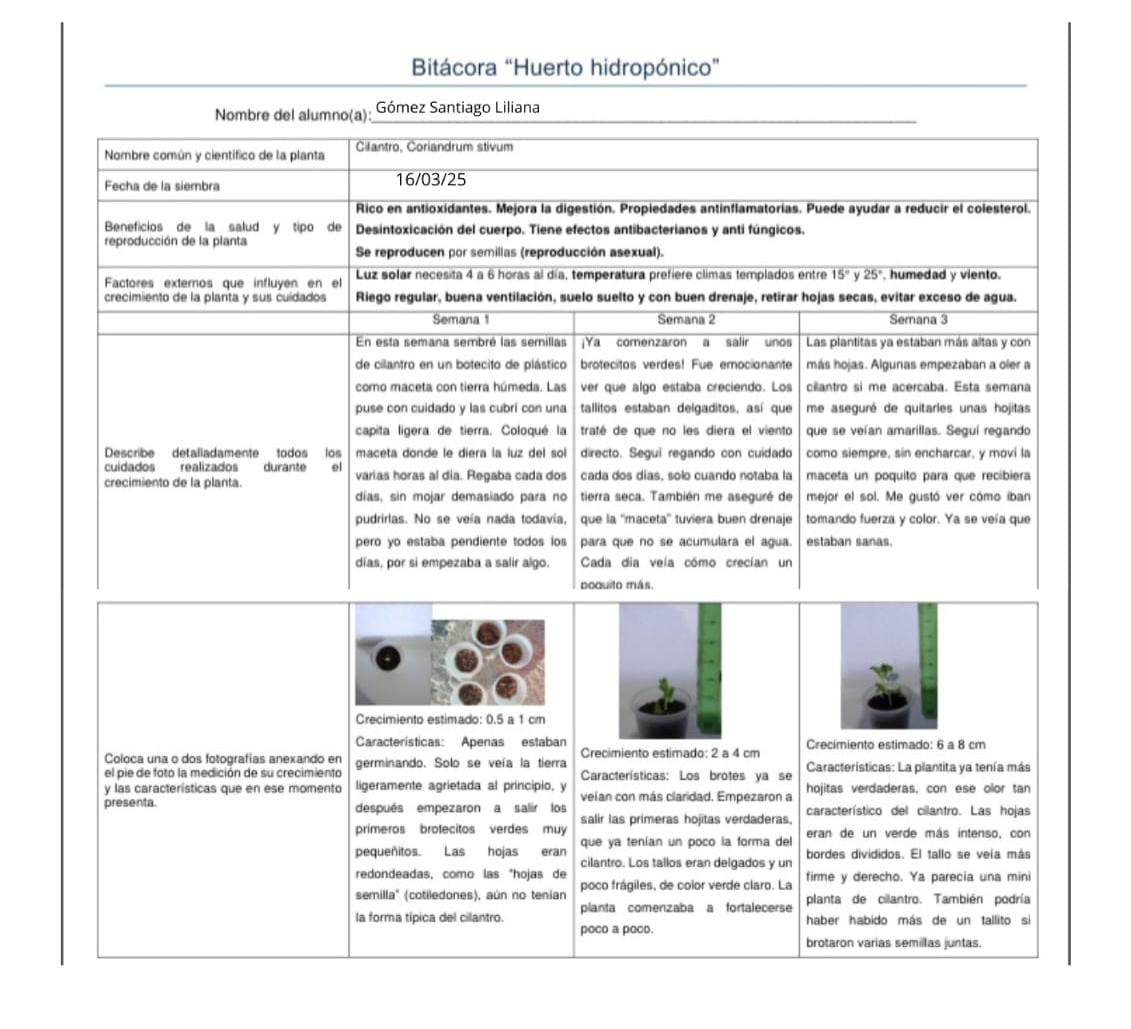 Bitácora “Huerto hidropónico”
Nombre del alumno(a): Gómez Santiago Liliana
Nombre común y científico de la planta
Cilantro, Coriandrum stivum
Fecha de la siembra
16/03/25
Beneficios de la salud y tipo de
reproducción de la planta
Rico en antioxidantes. Mejora la digestión. Propiedades antinflamatorias. Puede ayudar a reducir el colesterol.
Desintoxicación del cuerpo. Tiene efectos antibacterianos y anti fúngicos.
Se reproducen por semillas (reproducción asexual).
Factores externos que influyen en el
crecimiento de la planta y sus cuidados
Luz solar necesita 4 a 6 horas al día, temperatura prefiere climas templados entre 15° y 25°, humedad y viento.
Riego regular, buena ventilación, suelo suelto y con buen drenaje, retirar hojas secas, evitar exceso de agua.
Semana 1
Semana 2
Semana 3
Describe detalladamente todos los
cuidados realizados durante el
crecimiento de la planta.
En esta semana sembré las semillas
de cilantro en un botecito de plástico
como maceta con tierra húmeda. Las
puse con cuidado y las cubrí con una
capita ligera de tierra. Coloqué la
maceta donde le diera la luz del sol
varias horas al día. Regaba cada dos
días, sin mojar demasiado para no
pudrirlas. No se veía nada todavía,
pero yo estaba pendiente todos los
días, por si empezaba a salir algo.
¡Ya comenzaron a salir unos
brotecitos verdes! Fue emocionante
ver que algo estaba creciendo. Los
tallitos estaban delgaditos, así que
traté de que no les diera el viento
directo. Seguí regando con cuidado
cada dos días, solo cuando notaba la
tierra seca. También me aseguré de
que la "maceta" tuviera buen drenaje
para que no se acumulara el agua.
Cada día veía cómo crecían un
poquito más.
Las plantitas ya estaban más altas y con
más hojas. Algunas empezaban a oler a
cilantro si me acercaba. Esta semana
me aseguré de quitarles unas hojitas
que se veían amarillas. Seguí regando
como siempre, sin encharcar, y moví la
maceta un poquito para que recibiera
mejor el sol. Me gustó ver cómo iban
tomando fuerza y color. Ya se veía que
estaban sanas.
Coloca una o dos fotografías anexando en
el pie de foto la medición de su crecimiento
y las características que en ese momento
presenta.
Crecimiento estimado: 0.5 a 1 cm
Características: Apenas estaban
germinando. Solo se veía la tierra
ligeramente agrietada al principio, y
después empezaron a salir los
primeros brotecitos verdes muy
pequeñitos. Las hojas eran
redondeadas, como las "hojas de
semilla" (cotiledones), aún no tenían
la forma típica del cilantro.
Crecimiento estimado: 2 a 4 cm
Características: Los brotes ya se
veían con más claridad. Empezaron a
salir las primeras hojitas verdaderas,
que ya tenían un poco la forma del
cilantro. Los tallos eran delgados y un
poco frágiles, de color verde claro. La
planta comenzaba a fortalecerse
poco a poco.
Crecimiento estimado: 6 a 8 cm
Características: La plantita ya tenía más
hojitas verdaderas, con ese olor tan
característico del cilantro. Las hojas
eran de un verde más intenso, con
bordes divididos. El tallo se veía más
firme y derecho. Ya parecía una mini
planta de cilantro. También podría
haber habido más de un tallito si
brotaron varias semillas juntas.